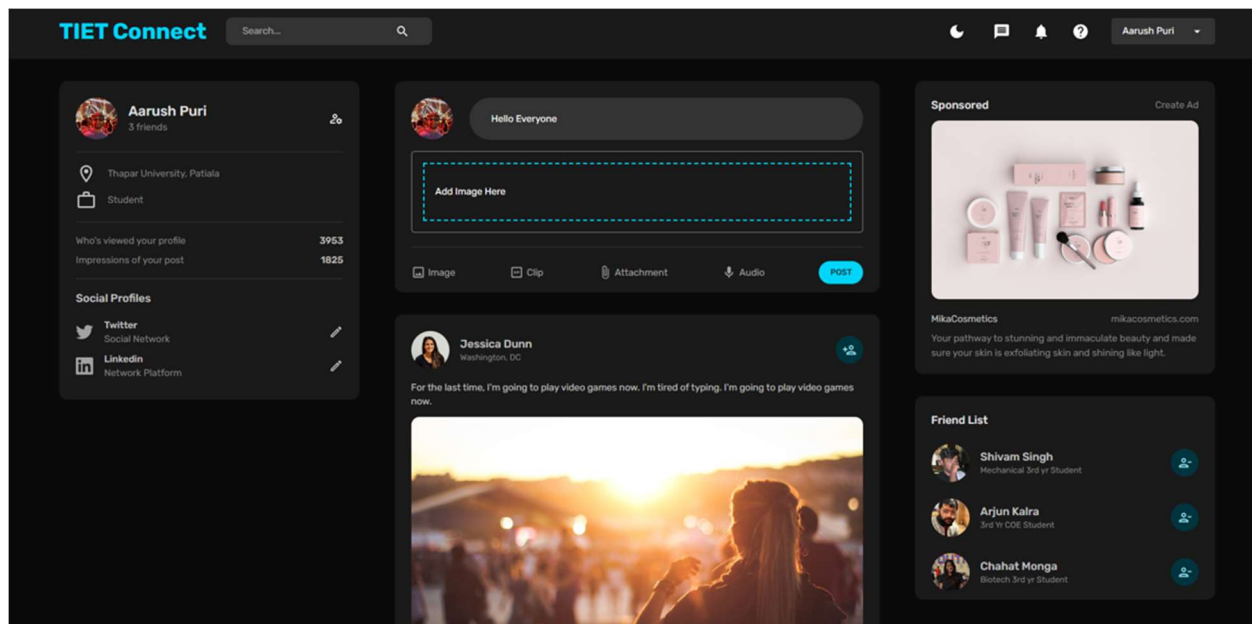 TIET Connect
Search...
Aarush Puri
Aarush Puri
3 friends
Thapar University, Patiala
Student
Who's viewed your profile 3953
Impressions of your post 1825
Social Profiles
Twitter
Social Network
Linkedin
Network Platform
Hello Everyone
Add Image Here
Image Clip Attachment Audio POST
Jessica Dunn
Washington, DC
For the last time, I'm going to play video games now. I'm tired of typing. I'm going to play video games
now.
Sponsored Create Ad
MikaCosmetics mikacosmetics.com
Your pathway to stunning and immaculate beauty and made
sure your skin is exfoliating skin and shining like light.
Friend List
Shivam Singh
Mechanical 3rd yr Student
Arjun Kalra
3rd Yr COE Student
Chahat Monga
Biotech 3rd yr Student